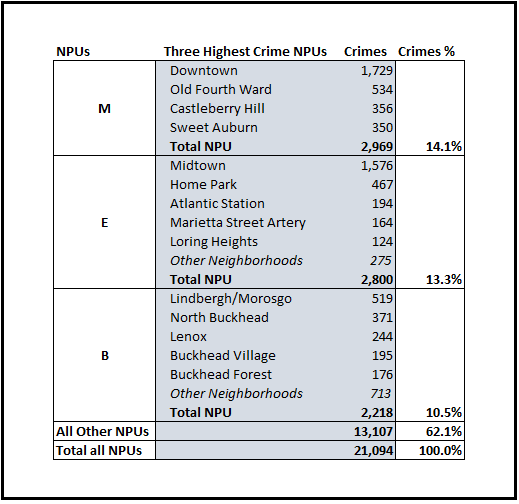 NPUs Three Highest Crime NPUs Crimes Crimes %
Downtown 1,729
Old Fourth Ward 534
M Castleberry Hill 356
Sweet Auburn 350
Total NPU 2,969 14.1%
Midtown 1,576
Home Park 467
Atlantic Station 194
E Marietta Street Artery 164
Loring Heights 124
Other Neighborhoods 275
Total NPU 2,800 13.3%
Lindbergh/Morosgo 519
North Buckhead 371
Lenox 244
B Buckhead Village 195
Buckhead Forest 176
Other Neighborhoods 713
Total NPU 2,218 10.5%
All Other NPUs 13,107 62.1%
Total all NPUs 21,094 100.0%